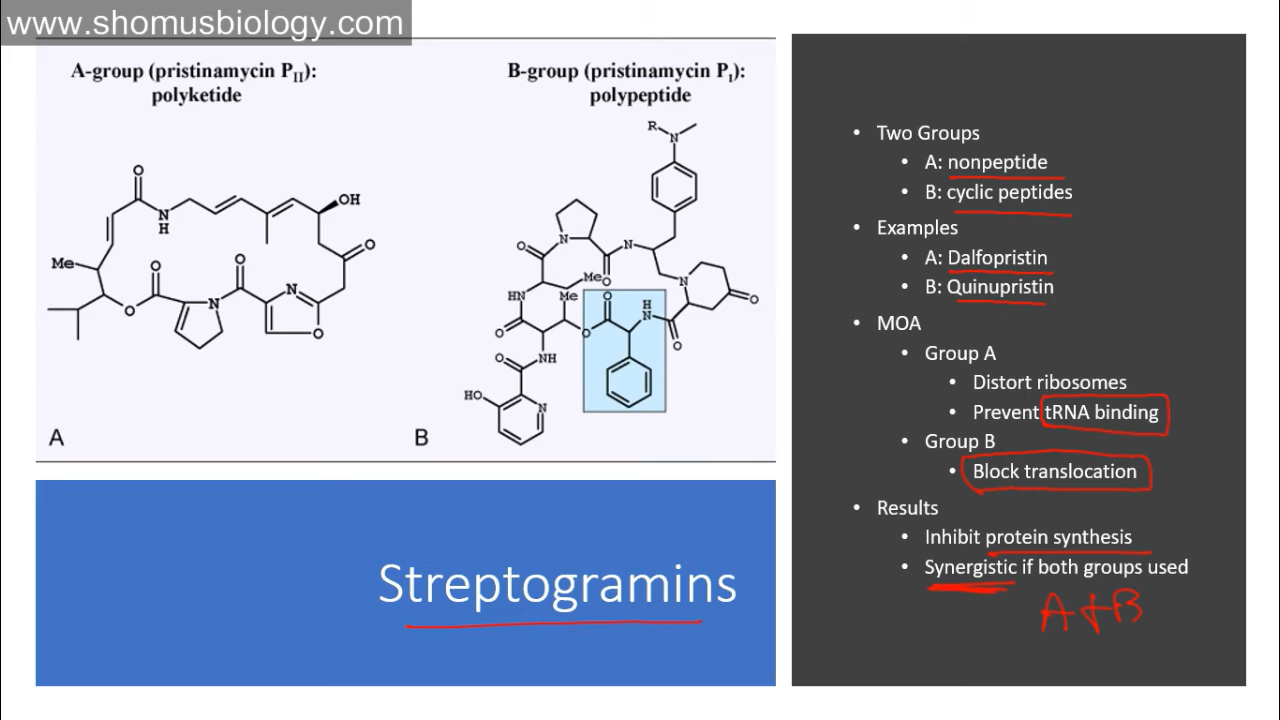 www.shomusbiology.com
A-group (pristinamycin PII):
polyketide
B-group (pristinamycin PI):
polypeptide
O
N
H
OH
Me
O
O
O
N
N
O
O
R
N
N
O
O
N
HN
Me
Me
O
O
O
H
N
N
O
O
O
NH
HO
N
A
B
Streptogramins
• Two Groups
• A: nonpeptide
• B: cyclic peptides
• Examples
• A: Dalfopristin
• B: Quinupristin
• MOA
• Group A
• Distort ribosomes
• Prevent tRNA binding
• Group B
• Block translocation
• Results
• Inhibit protein synthesis
• Synergistic if both groups used
A + B